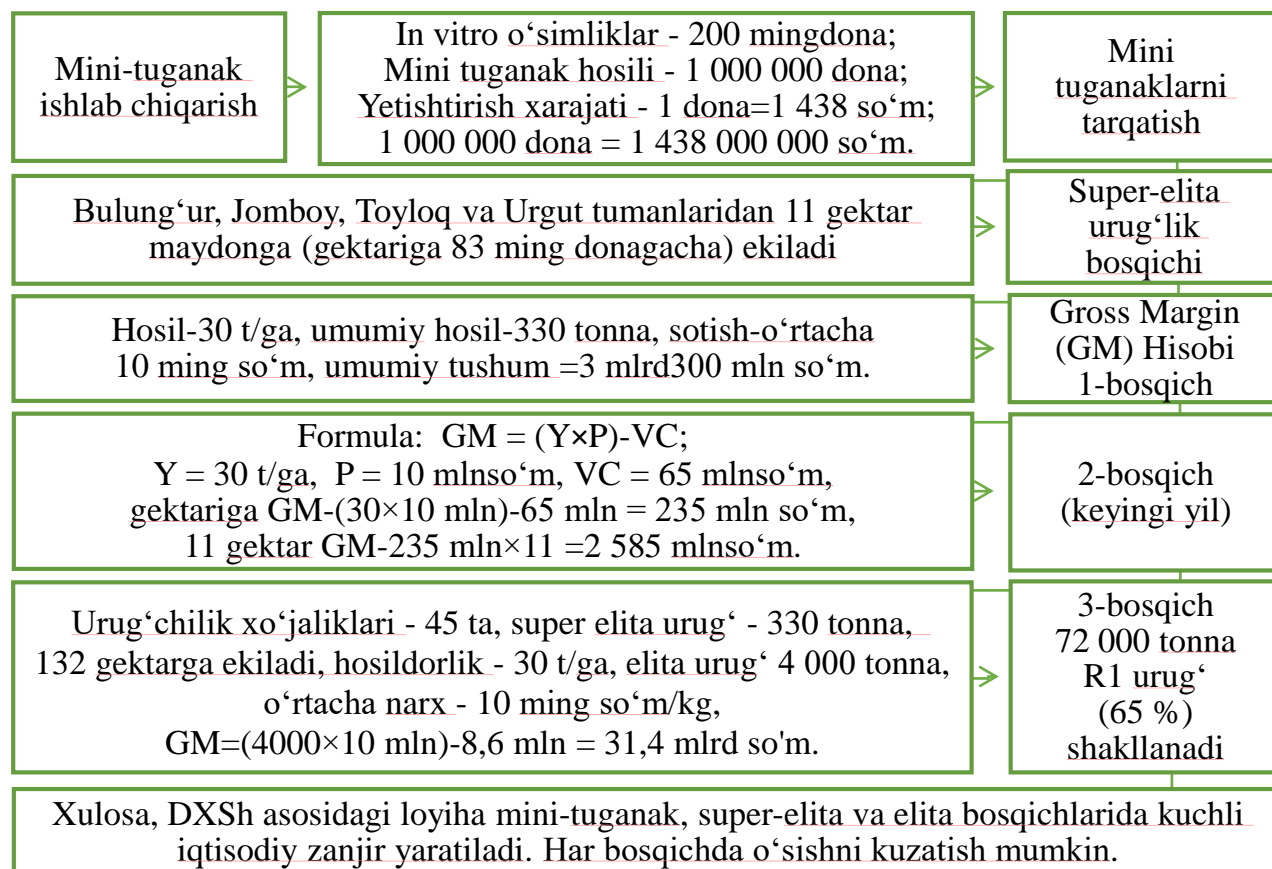 Mini-tuganak
ishlab chiqarish
In vitro o‘simliklar - 200 mingdona;
Mini tuganak hosili - 1 000 000 dona;
Yetishtirish xarajati - 1 dona=1 438 so‘m;
1 000 000 dona = 1 438 000 000 so‘m.
Mini
tuganaklarni
tarqatish
Bulung‘ur, Jomboy, Toyloq va Urgut tumanlaridan 11 gektar
maydonga (gektariga 83 ming donagacha) ekiladi
Super-elita
urug‘lik
bosqichi
Hosil-30 t/ga, umumiy hosil-330 tonna, sotish-o‘rtacha
10 ming so‘m, umumiy tushum =3 mlrd300 mln so‘m.
Gross Margin
(GM) Hisobi
1-bosqich
Formula:  GM = (Y×P)-VC;
Y = 30 t/ga,  P = 10 mlnso‘m, VC = 65 mlnso‘m,
gektariga GM-(30×10 mln)-65 mln = 235 mln so‘m,
11 gektar GM-235 mln×11 =2 585 mlnso‘m.
2-bosqich
(keyingi yil)
Urug‘chilik xo‘jaliklari - 45 ta, super elita urug‘ - 330 tonna,
132 gektarga ekiladi, hosildorlik - 30 t/ga, elita urug‘ 4 000 tonna,
o‘rtacha narx - 10 ming so‘m/kg,
GM=(4000×10 mln)-8,6 mln = 31,4 mlrd so'm.
3-bosqich
72 000 tonna
R1 urug‘
(65 %)
shakllanadi
Xulosa, DXSh asosidagi loyiha mini-tuganak, super-elita va elita bosqichlarida kuchli
iqtisodiy zanjir yaratiladi. Har bosqichda o‘sishni kuzatish mumkin.